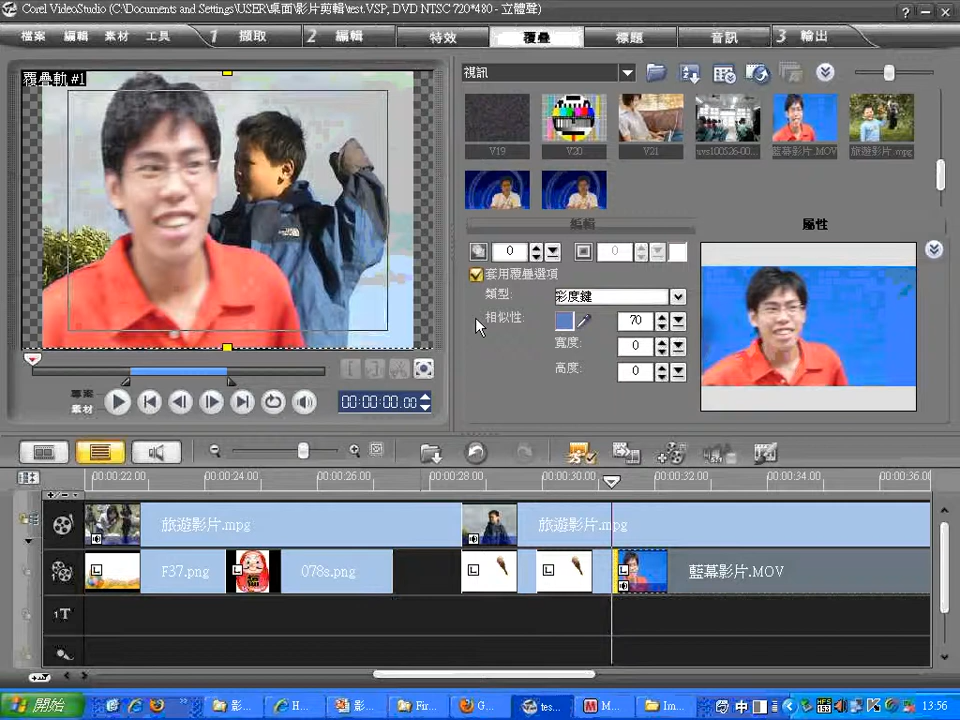 Corel VideoStudio (C:\Documents and Settings\USER\桌面\影片剪輯\test.VSP, DVD NTSC 720*480 - 立體聲)
檔案 編輯 素材 工具 1 擷取 2 編輯 特效 覆疊 標題 音訊 3 輸出
覆疊軌 #1
視訊
V19 V20 V21 uvs100526-00... 藍幕影片.MOV 旅遊影片.mpg
編輯 屬性
0 0
套用覆疊選項
類型: 彩度鍵
相似性: 70
寬度: 0
高度: 0
專案
素材
00:00:00.00
00:00:22.00 00:00:24.00 00:00:26.00 00:00:28.00 00:00:30.00 00:00:32.00 00:00:34.00 00:00:36.00
旅遊影片.mpg 旅遊影片.mpg
F37.png 078s.png 藍幕影片.MOV
1T
開始 影... H... 影... Fir... G... tes... M... Im... 中 13:56